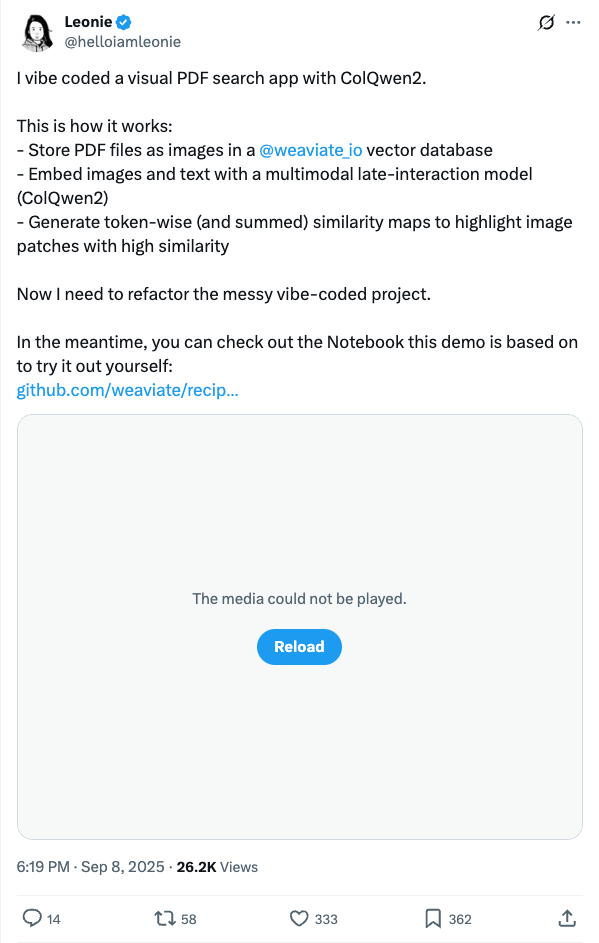 Leonie
@helloiamleonie
I vibe coded a visual PDF search app with ColQwen2.
This is how it works:
- Store PDF files as images in a @weaviate_io vector database
- Embed images and text with a multimodal late-interaction model
(ColQwen2)
- Generate token-wise (and summed) similarity maps to highlight image
patches with high similarity
Now I need to refactor the messy vibe-coded project.
In the meantime, you can check out the Notebook this demo is based on
to try it out yourself:
github.com/weaviate/recip...
The media could not be played.
Reload
6:19 PM · Sep 8, 2025 · 26.2K Views
14 58 333 362